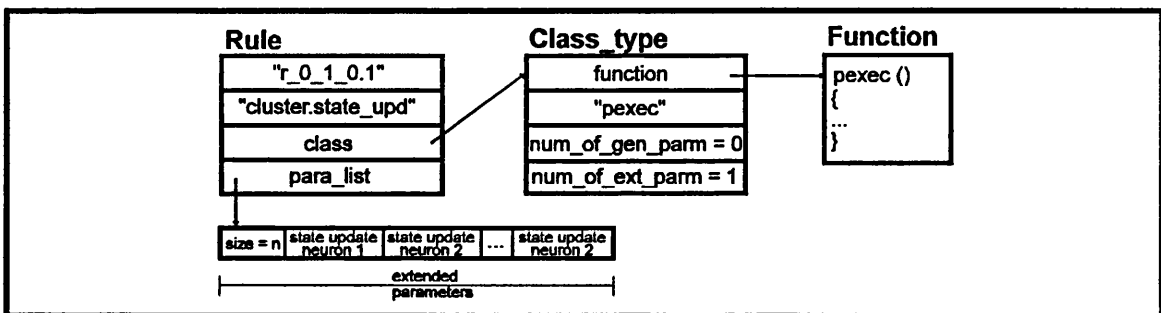 Rule
"r_0_1_0.1"
"cluster.state_upd"
class
para_list
Class_type
function
"pexec"
num_of_gen_parm = 0
num_of_ext_parm = 1
Function
pexec ()
{
...
}
size = n
state update
neuron 1
state update
neuron 2
...
state update
neuron 2
extended
parameters